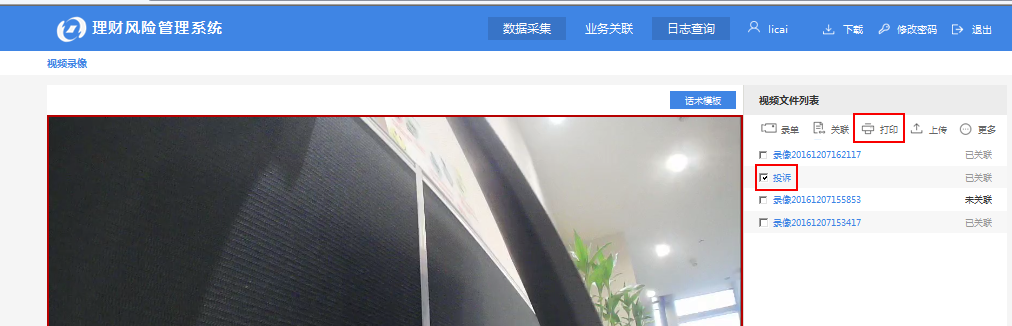 理财风险管理系统 数据采集 业务关联 日志查询 licai 下载 修改密码 退出
视频录像
话术模板
视频文件列表
录单 关联 打印 上传 更多
录像20161207162117 已关联
投诉 已关联
录像20161207155853 未关联
录像20161207153417 已关联